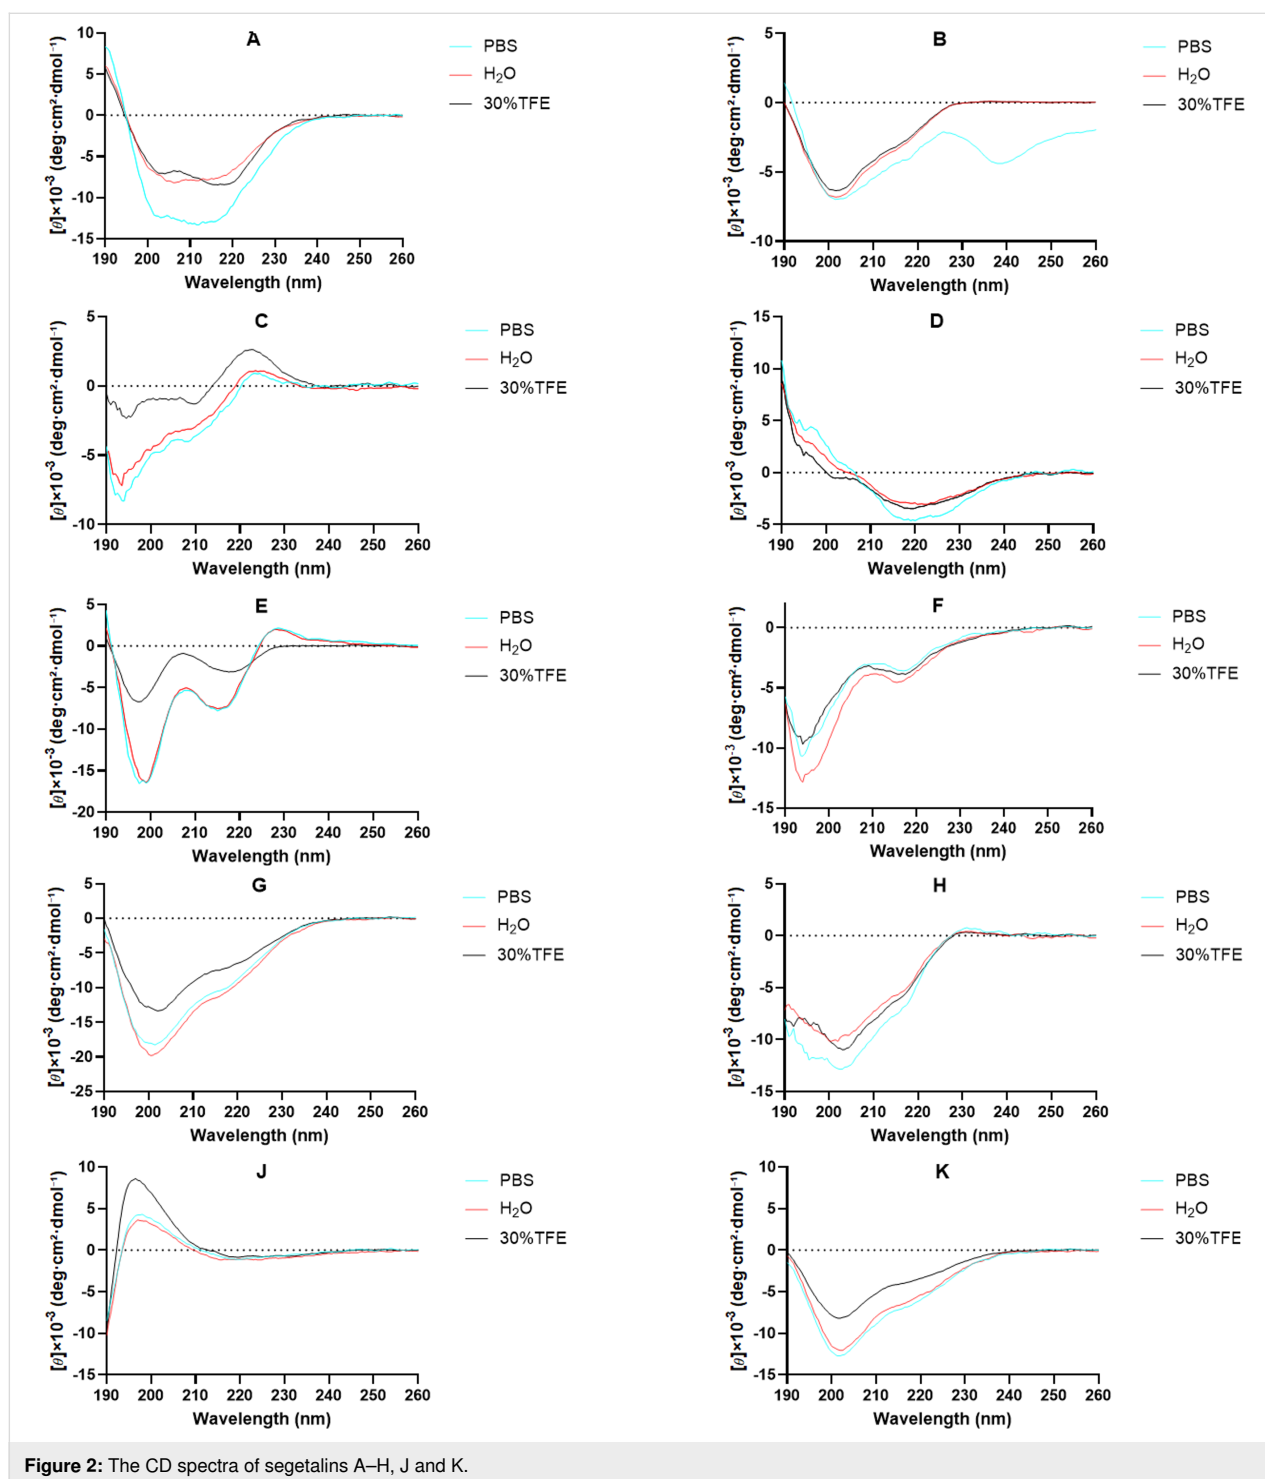 A
[θ]×10⁻³ (deg·cm²·dmol⁻¹)
10
5
0
-5
-10
-15
190 200 210 220 230 240 250 260
Wavelength (nm)
PBS
H₂O
30%TFE
B
[θ]×10⁻³ (deg·cm²·dmol⁻¹)
5
0
-5
-10
190 200 210 220 230 240 250 260
Wavelength (nm)
PBS
H₂O
30%TFE
C
[θ]×10⁻³ (deg·cm²·dmol⁻¹)
5
0
-5
-10
190 200 210 220 230 240 250 260
Wavelength (nm)
PBS
H₂O
30%TFE
D
[θ]×10⁻³ (deg·cm²·dmol⁻¹)
15
10
5
0
-5
190 200 210 220 230 240 250 260
Wavelength (nm)
PBS
H₂O
30%TFE
E
[θ]×10⁻³ (deg·cm²·dmol⁻¹)
5
0
-5
-10
-15
-20
190 200 210 220 230 240 250 260
Wavelength (nm)
PBS
H₂O
30%TFE
F
[θ]×10⁻³ (deg·cm²·dmol⁻¹)
0
-5
-10
-15
190 200 210 220 230 240 250 260
Wavelength (nm)
PBS
H₂O
30%TFE
G
[θ]×10⁻³ (deg·cm²·dmol⁻¹)
5
0
-5
-10
-15
-20
-25
190 200 210 220 230 240 250 260
Wavelength (nm)
PBS
H₂O
30%TFE
H
[θ]×10⁻³ (deg·cm²·dmol⁻¹)
5
0
-5
-10
-15
190 200 210 220 230 240 250 260
Wavelength (nm)
PBS
H₂O
30%TFE
J
[θ]×10⁻³ (deg·cm²·dmol⁻¹)
10
5
0
-5
-10
-15
190 200 210 220 230 240 250 260
Wavelength (nm)
PBS
H₂O
30%TFE
K
[θ]×10⁻³ (deg·cm²·dmol⁻¹)
10
5
0
-5
-10
-15
190 200 210 220 230 240 250 260
Wavelength (nm)
PBS
H₂O
30%TFE
Figure 2: The CD spectra of segetalins A–H, J and K.